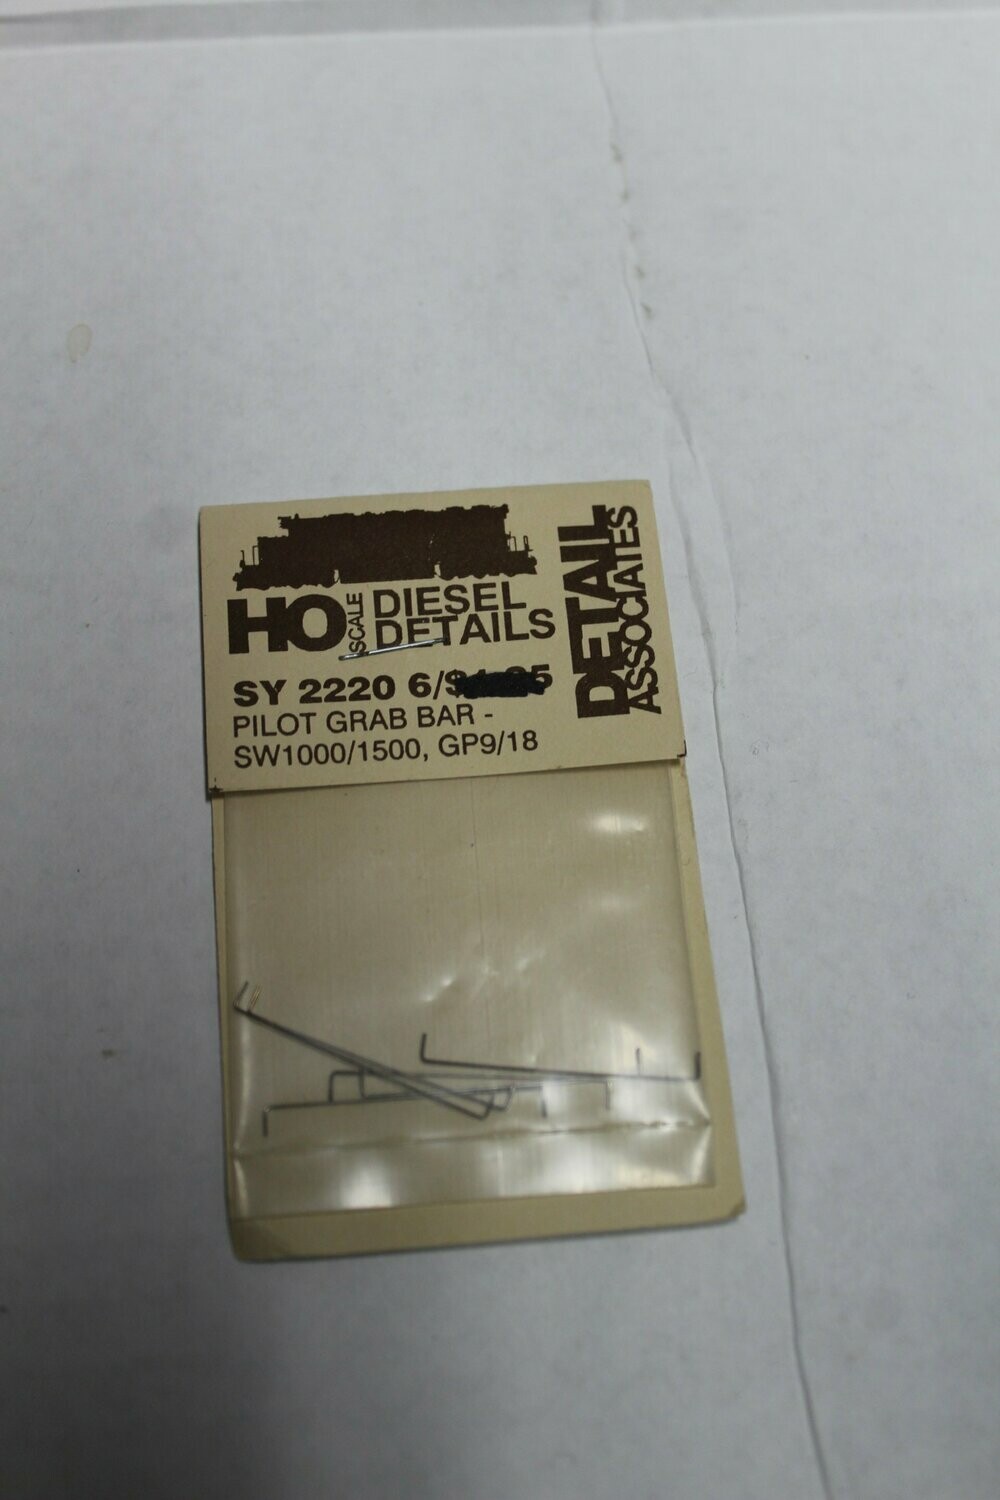 HO SCALE DIESEL
DETAILS
SY 2220 6/
PILOT GRAB BAR -
SW1000/1500, GP9/18
DETAIL
ASSOCIATES